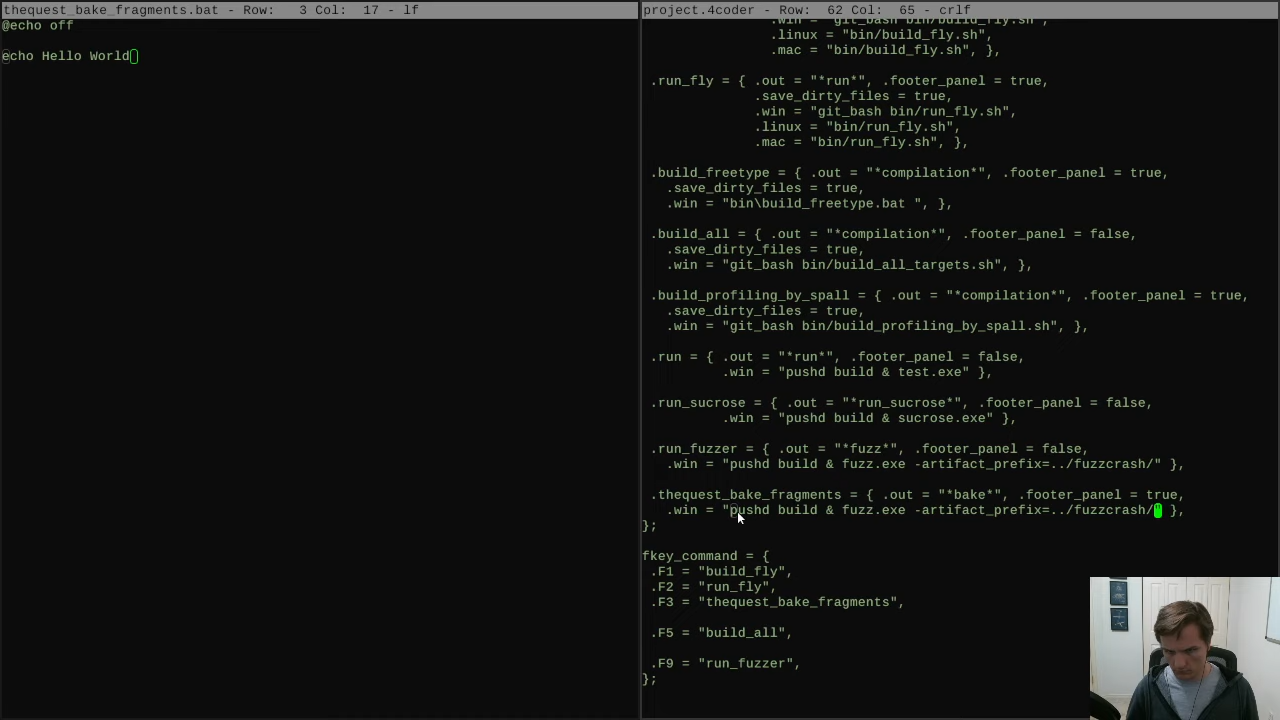 thequest_bake_fragments.bat - Row:   3 Col:  17 - lf
@echo off
echo Hello World
project.4coder - Row:  62 Col:  65 - crlf
.win = "git_bash bin/build_fly.sh",
.linux = "bin/build_fly.sh",
.mac = "bin/build_fly.sh", },
.run_fly = { .out = "*run*", .footer_panel = true,
.save_dirty_files = true,
.win = "git_bash bin/run_fly.sh",
.linux = "bin/run_fly.sh",
.mac = "bin/run_fly.sh", },
.build_freetype = { .out = "*compilation*", .footer_panel = true,
.save_dirty_files = true,
.win = "bin\build_freetype.bat ", },
.build_all = { .out = "*compilation*", .footer_panel = false,
.save_dirty_files = true,
.win = "git_bash bin/build_all_targets.sh", },
.build_profiling_by_spall = { .out = "*compilation*", .footer_panel = true,
.save_dirty_files = true,
.win = "git_bash bin/build_profiling_by_spall.sh", },
.run = { .out = "*run*", .footer_panel = false,
.win = "pushd build & test.exe" },
.run_sucrose = { .out = "*run_sucrose*", .footer_panel = false,
.win = "pushd build & sucrose.exe" },
.run_fuzzer = { .out = "*fuzz*", .footer_panel = false,
.win = "pushd build & fuzz.exe -artifact_prefix=../fuzzcrash/" },
.thequest_bake_fragments = { .out = "*bake*", .footer_panel = true,
.win = "pushd build & fuzz.exe -artifact_prefix=../fuzzcrash/" },
};
fkey_command = {
.F1 = "build_fly",
.F2 = "run_fly",
.F3 = "thequest_bake_fragments",
.F5 = "build_all",
.F9 = "run_fuzzer",
};